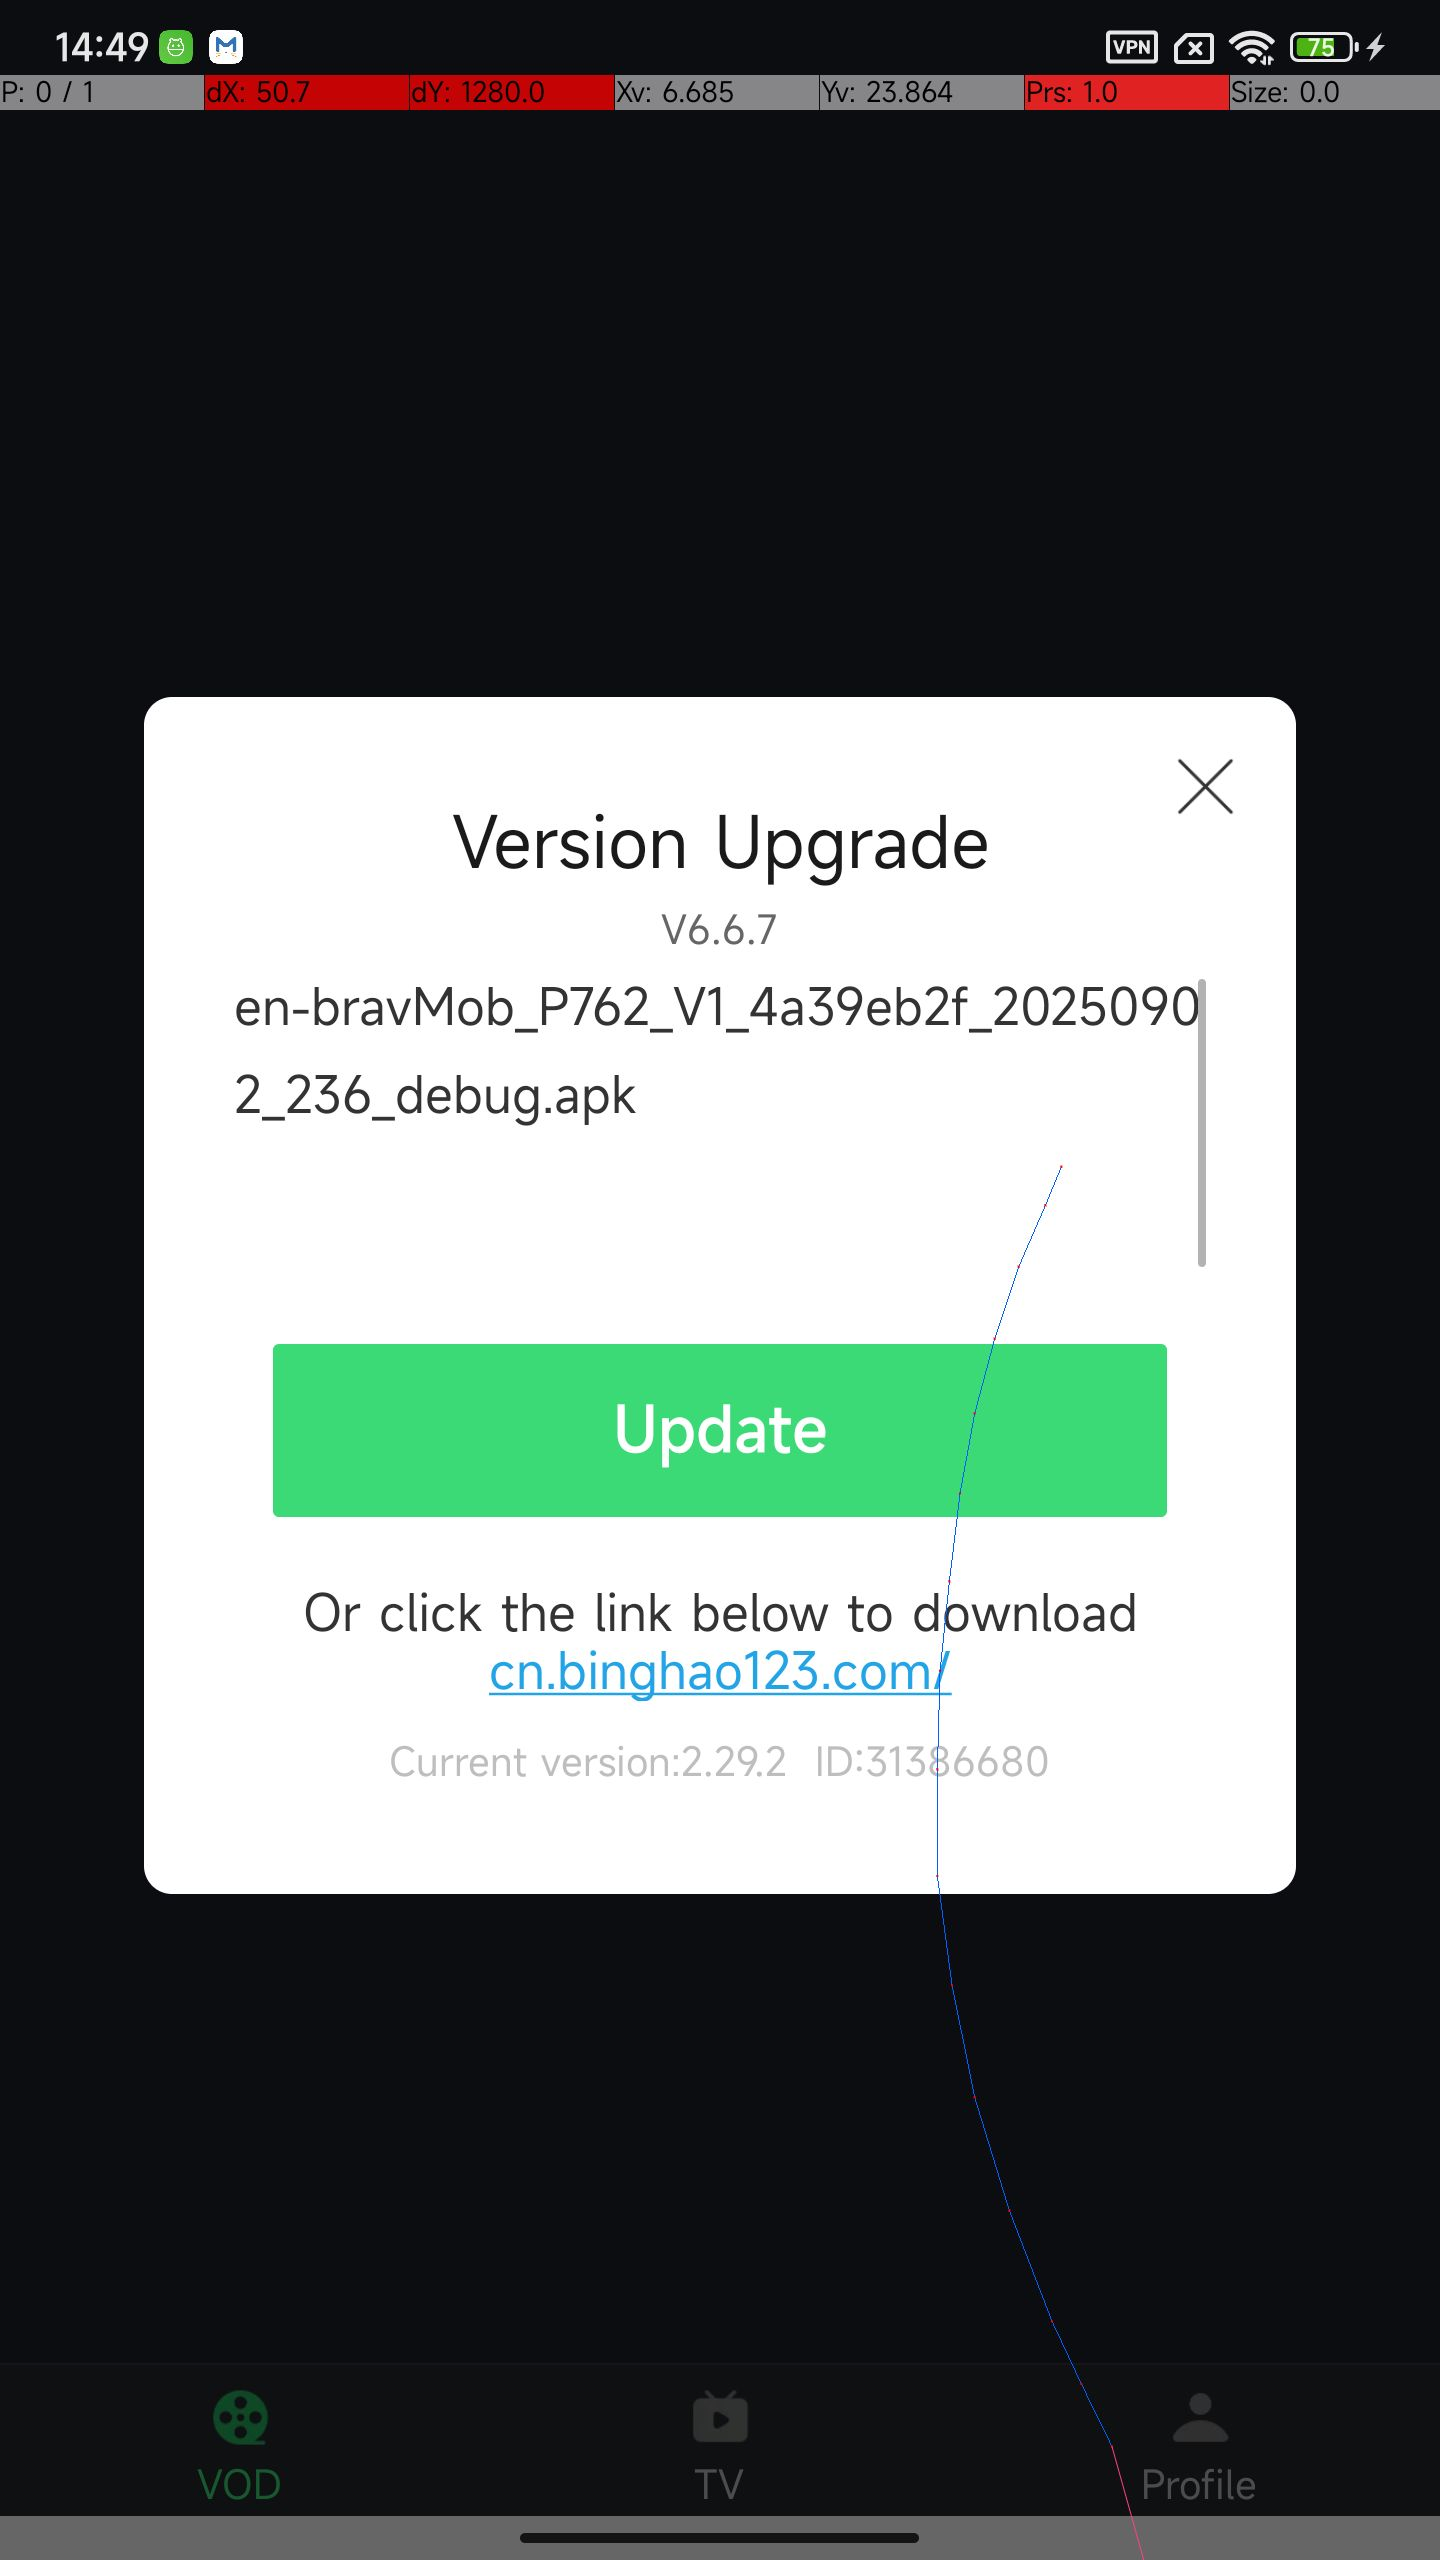 14:49 VPN 75
P: 0 / 1 dX: 50.7 dY: 1280.0 Xv: 6.685 Yv: 23.864 Prs: 1.0 Size: 0.0
Version Upgrade
V6.6.7
en-bravMob_P762_V1_4a39eb2f_2025090
2_236_debug.apk
Update
Or click the link below to download
cn.binghao123.com/
Current version:2.29.2 ID:31386680
VOD TV Profile